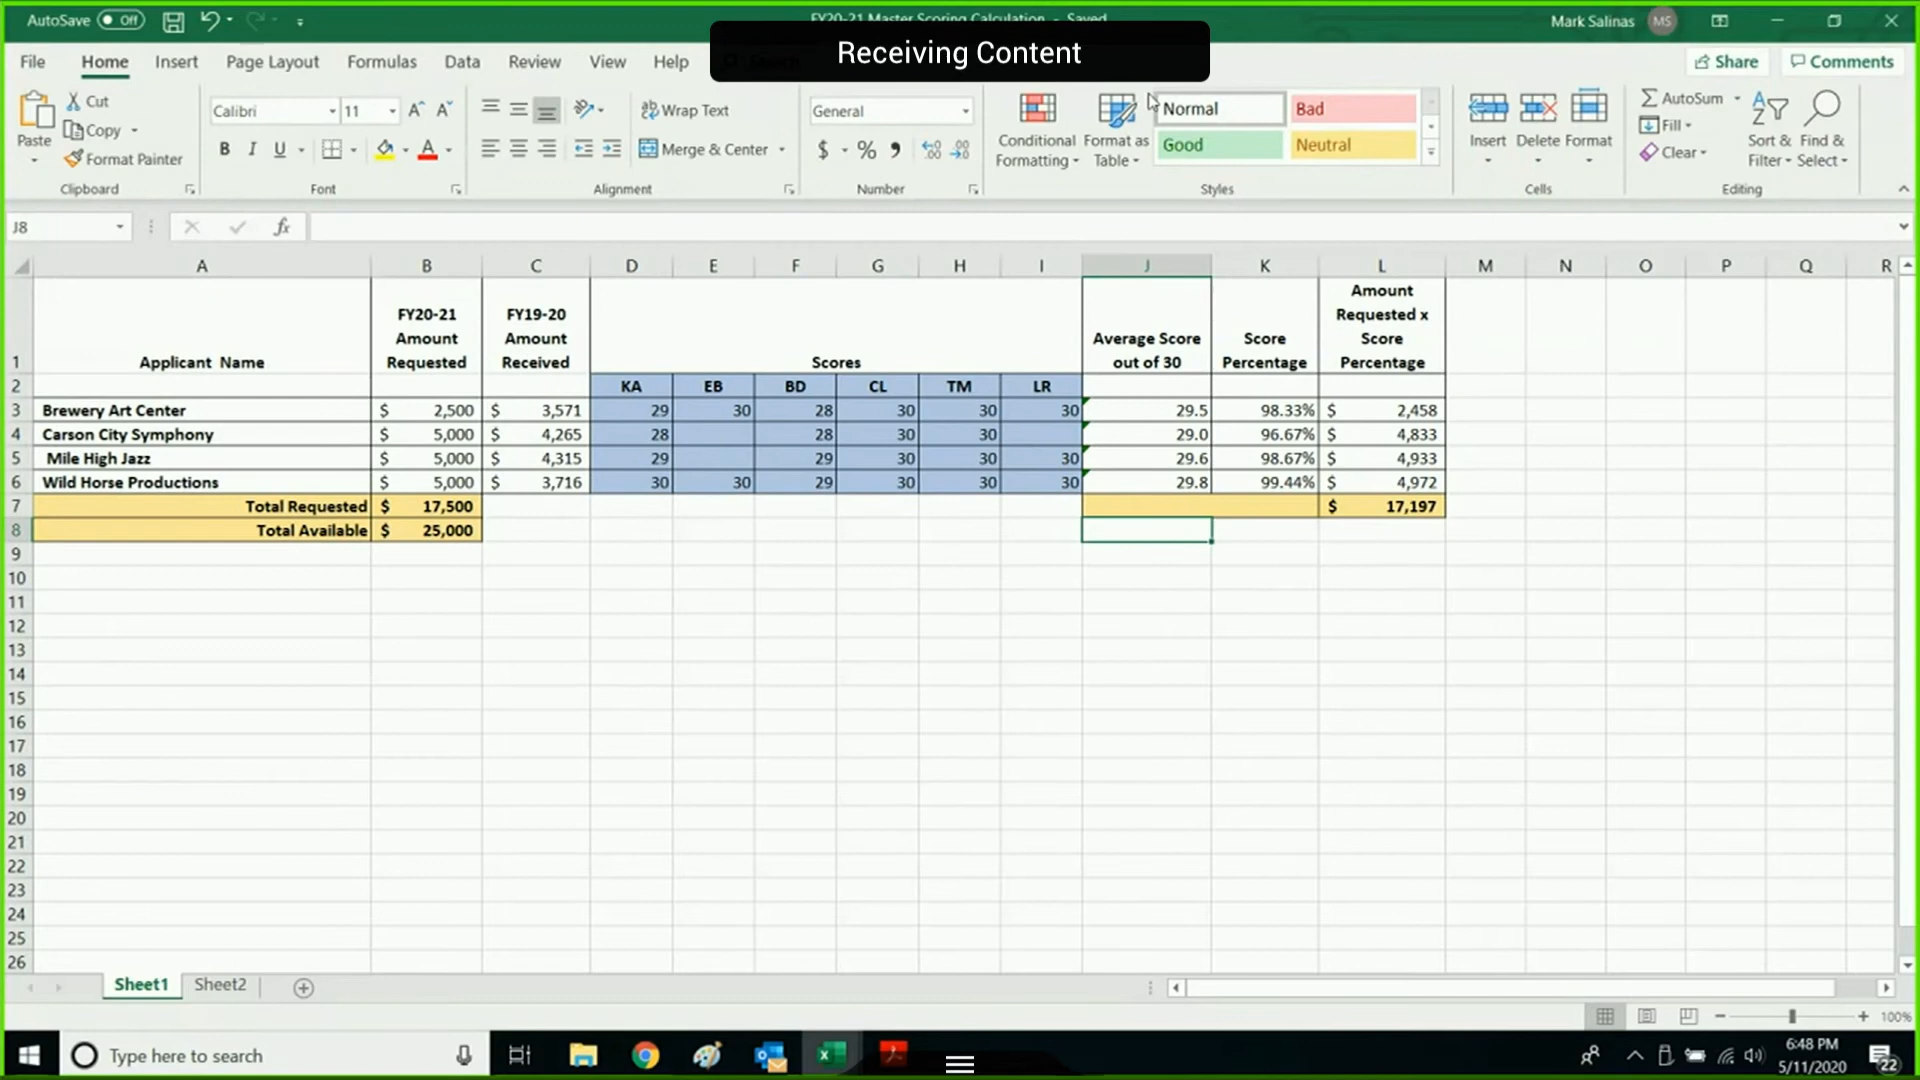 AutoSave Off
FY20-21 Master Scoring Calculation - Saved
Mark Salinas MS
Receiving Content
File Home Insert Page Layout Formulas Data Review View Help
Share Comments
Paste Cut Copy Format Painter
Clipboard
Calibri 11
B I U A
Font
Wrap Text
Merge & Center
Alignment
General
$ % 9
Number
Conditional Formatting
Format as Table
Normal Bad
Good Neutral
Styles
Insert Delete Format
Cells
AutoSum
Fill
Clear
Sort & Filter
Find & Select
Editing
J8 fx
A B C D E F G H I J K L M N O P Q R
1 Applicant Name FY20-21 Amount Requested FY19-20 Amount Received Scores Average Score out of 30 Score Percentage Amount Requested x Score Percentage
2 KA EB BD CL TM LR
3 Brewery Art Center $ 2,500 $ 3,571 29 30 28 30 30 30 29.5 98.33% $ 2,458
4 Carson City Symphony $ 5,000 $ 4,265 28 28 30 30 29.0 96.67% $ 4,833
5 Mile High Jazz $ 5,000 $ 4,315 29 29 30 30 30 29.6 98.67% $ 4,933
6 Wild Horse Productions $ 5,000 $ 3,716 30 30 29 30 30 30 29.8 99.44% $ 4,972
7 Total Requested $ 17,500 $ 17,197
8 Total Available $ 25,000
9
10
11
12
13
14
15
16
17
18
19
20
21
22
23
24
25
26
Sheet1 Sheet2
100%
Type here to search
6:48 PM
5/11/2020
22